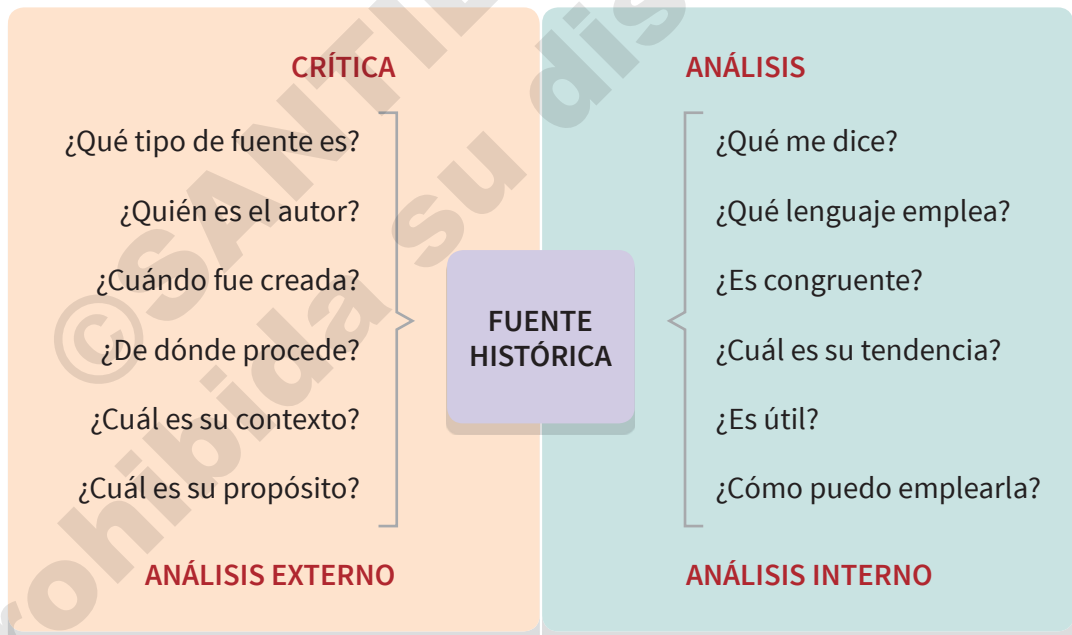 CRÍTICA
¿Qué tipo de fuente es?
¿Quién es el autor?
¿Cuándo fue creada?
¿De dónde procede?
¿Cuál es su contexto?
¿Cuál es su propósito?
ANÁLISIS EXTERNO
FUENTE
HISTÓRICA
ANÁLISIS
¿Qué me dice?
¿Qué lenguaje emplea?
¿Es congruente?
¿Cuál es su tendencia?
¿Es útil?
¿Cómo puedo emplearla?
ANÁLISIS INTERNO